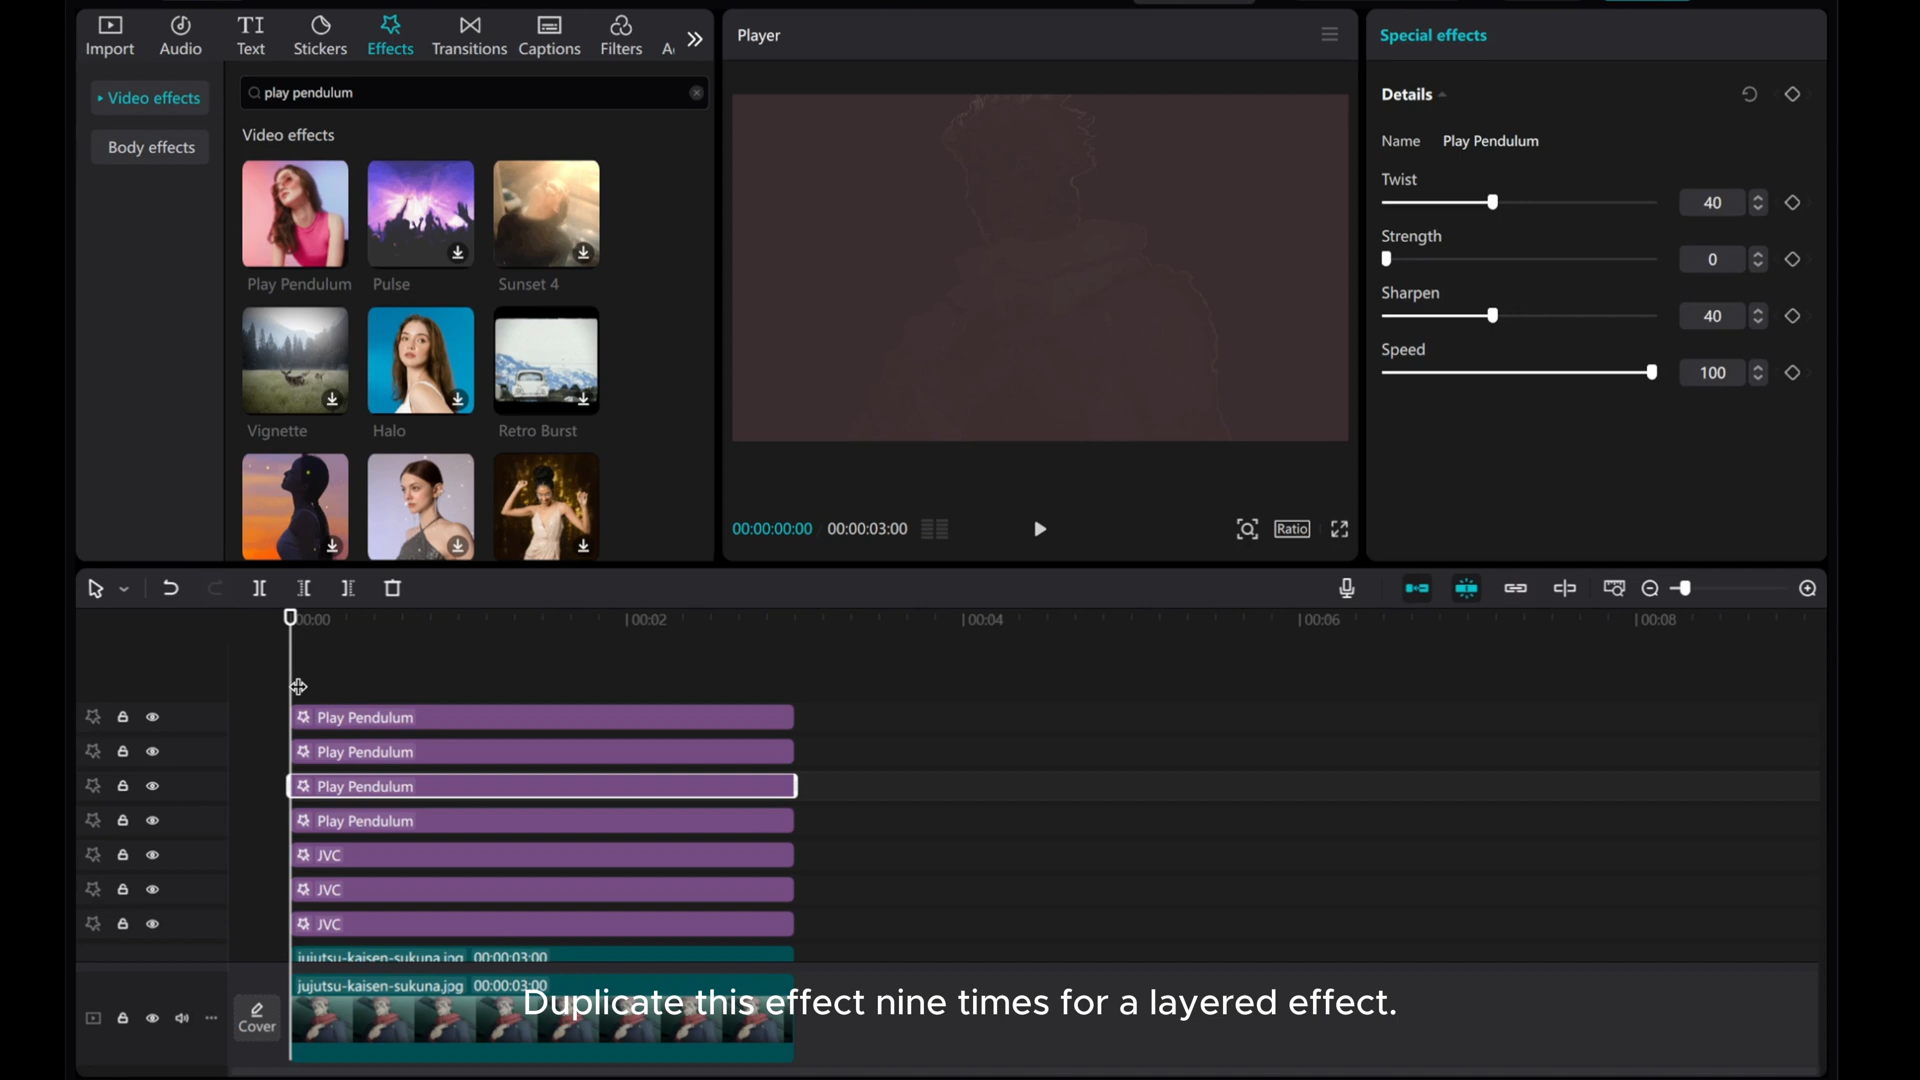 Import
Audio
Text
Stickers
Effects
Transitions
Captions
Filters
Player
Special effects
Video effects
Body effects
play pendulum
Video effects
Play Pendulum
Pulse
Sunset 4
Vignette
Halo
Retro Burst
00:00:00:00
00:00:03:00
Ratio
Details
Name Play Pendulum
Twist
40
Strength
0
Sharpen
40
Speed
100
00:00
00:02
00:04
00:06
00:08
Play Pendulum
Play Pendulum
Play Pendulum
Play Pendulum
JVC
JVC
JVC
jujutsu-kaisen-sukuna.jpg 00:00:03:00
jujutsu-kaisen-sukuna.jpg 00:00:03:00
Cover
Duplicate this effect nine times for a layered effect.